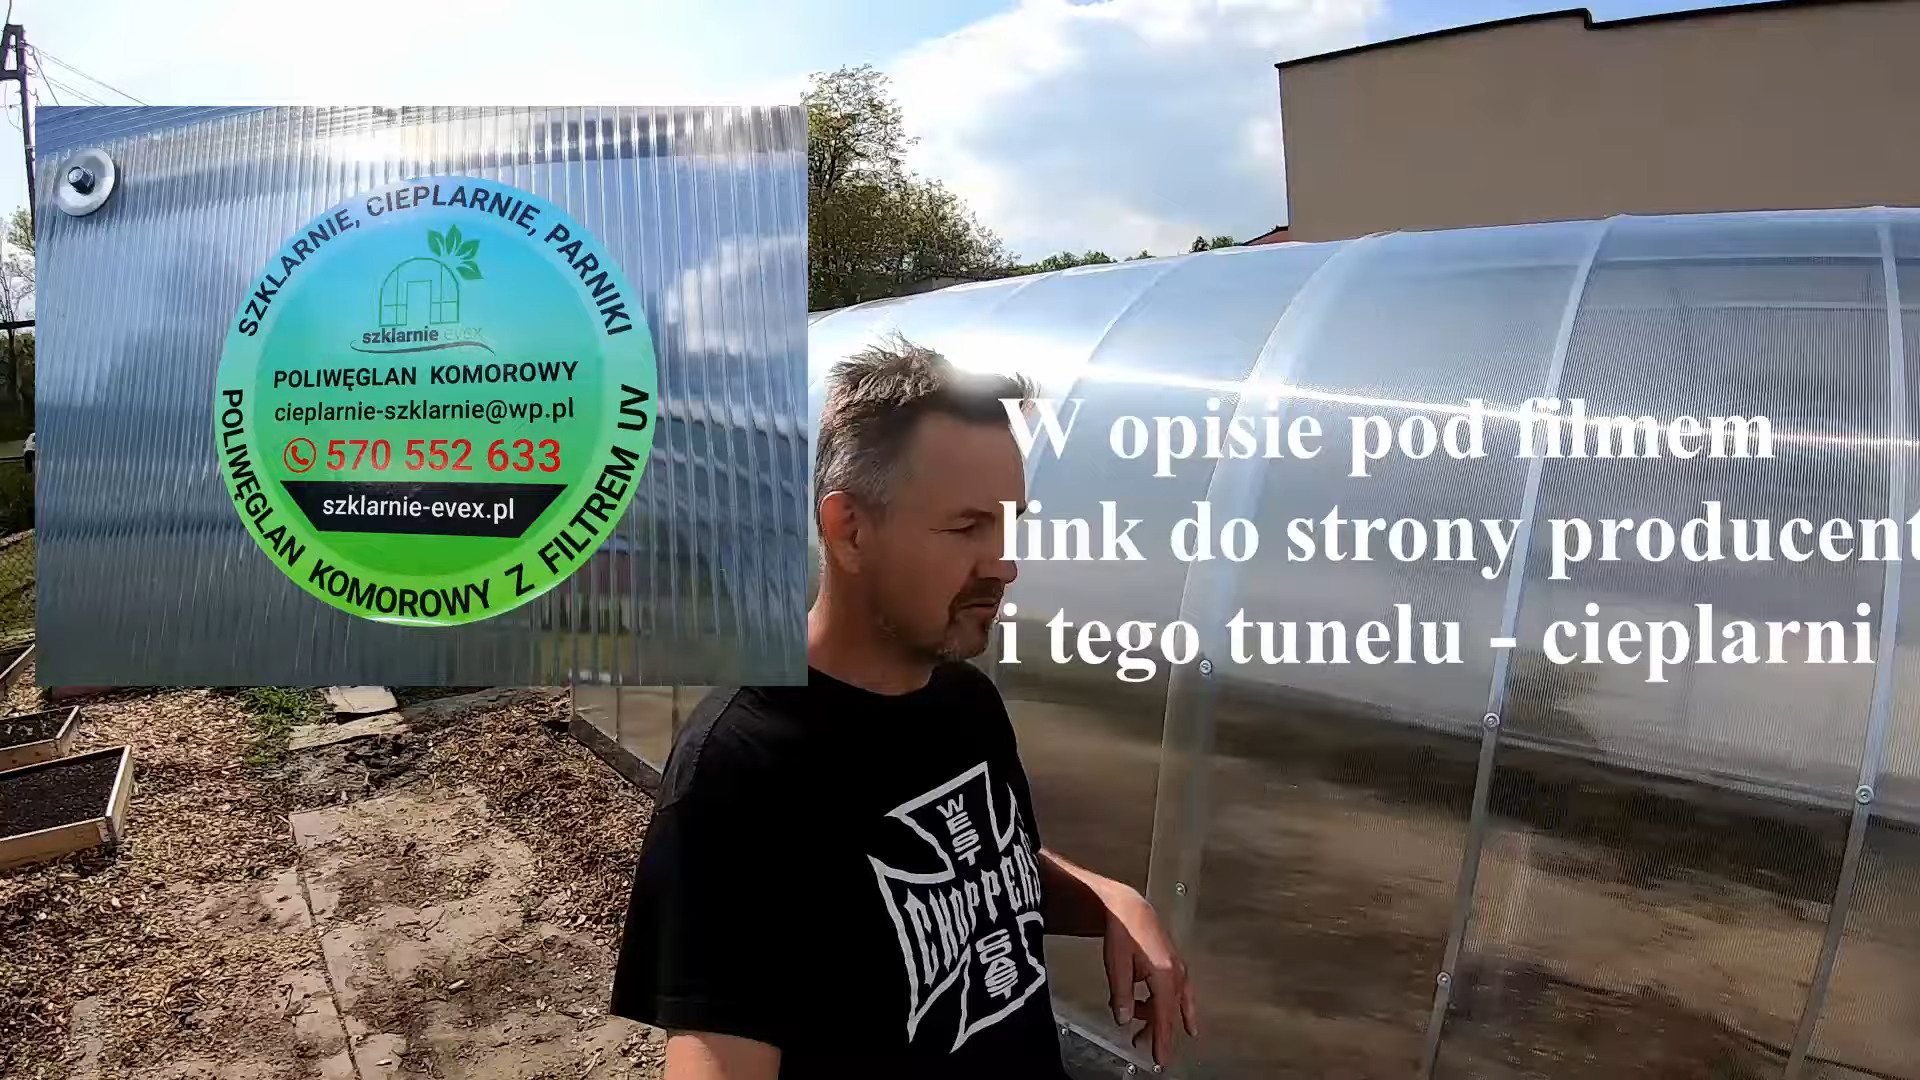 SZKLARNIE, CIEPLARNIE, PARNIKI
szklarnie evex
POLIWĘGLAN KOMOROWY
cieplarnie-szklarnie@wp.pl
570 552 633
szklarnie-evex.pl
POLIWĘGLAN KOMOROWY Z FILTREM UV
W opisie pod filmem
link do strony producent
i tego tunelu - cieplarni
WEST
CHOPPERS
COAST